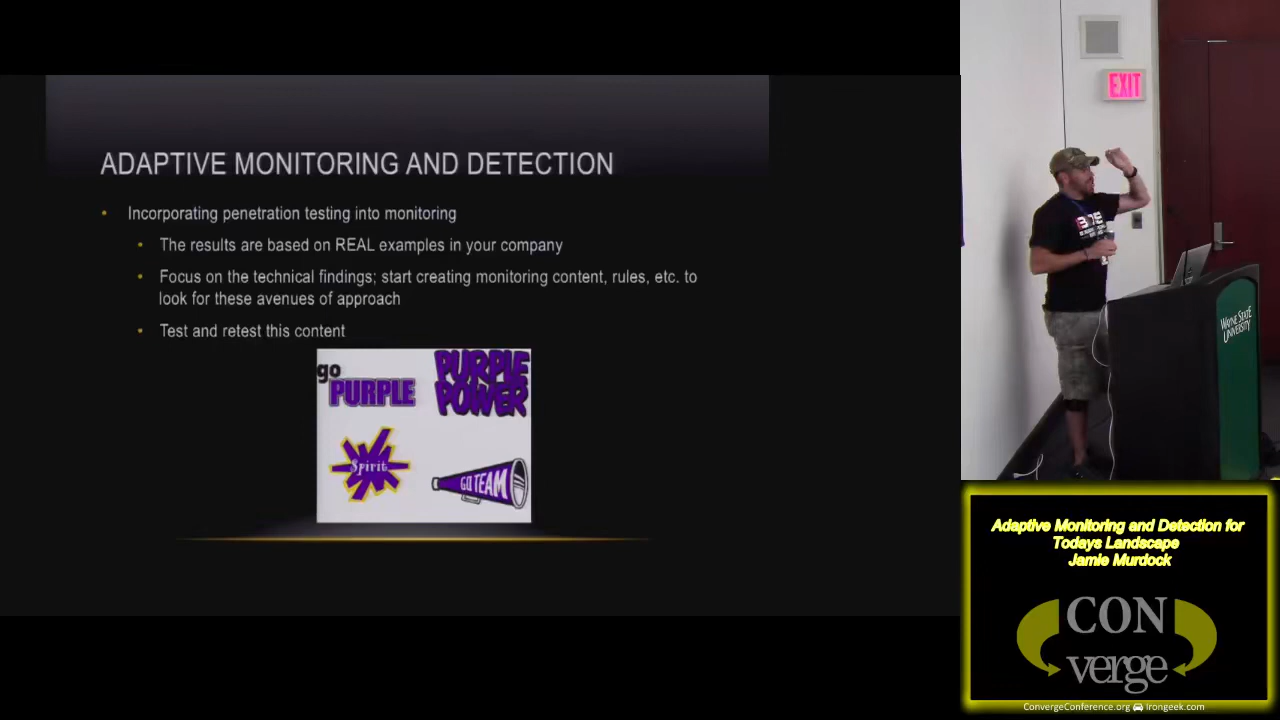 ADAPTIVE MONITORING AND DETECTION
Incorporating penetration testing into monitoring
The results are based on REAL examples in your company
Focus on the technical findings; start creating monitoring content, rules, etc. to
look for these avenues of approach
Test and retest this content
go
PURPLE
PURPLE
POWER
Spirit
GO TEAM
EXIT
WAYNE STATE
UNIVERSITY
Adaptive Monitoring and Detection for
Todays Landscape
Jamie Murdock
CON
verge
ConvergeConference.org Irongeek.com